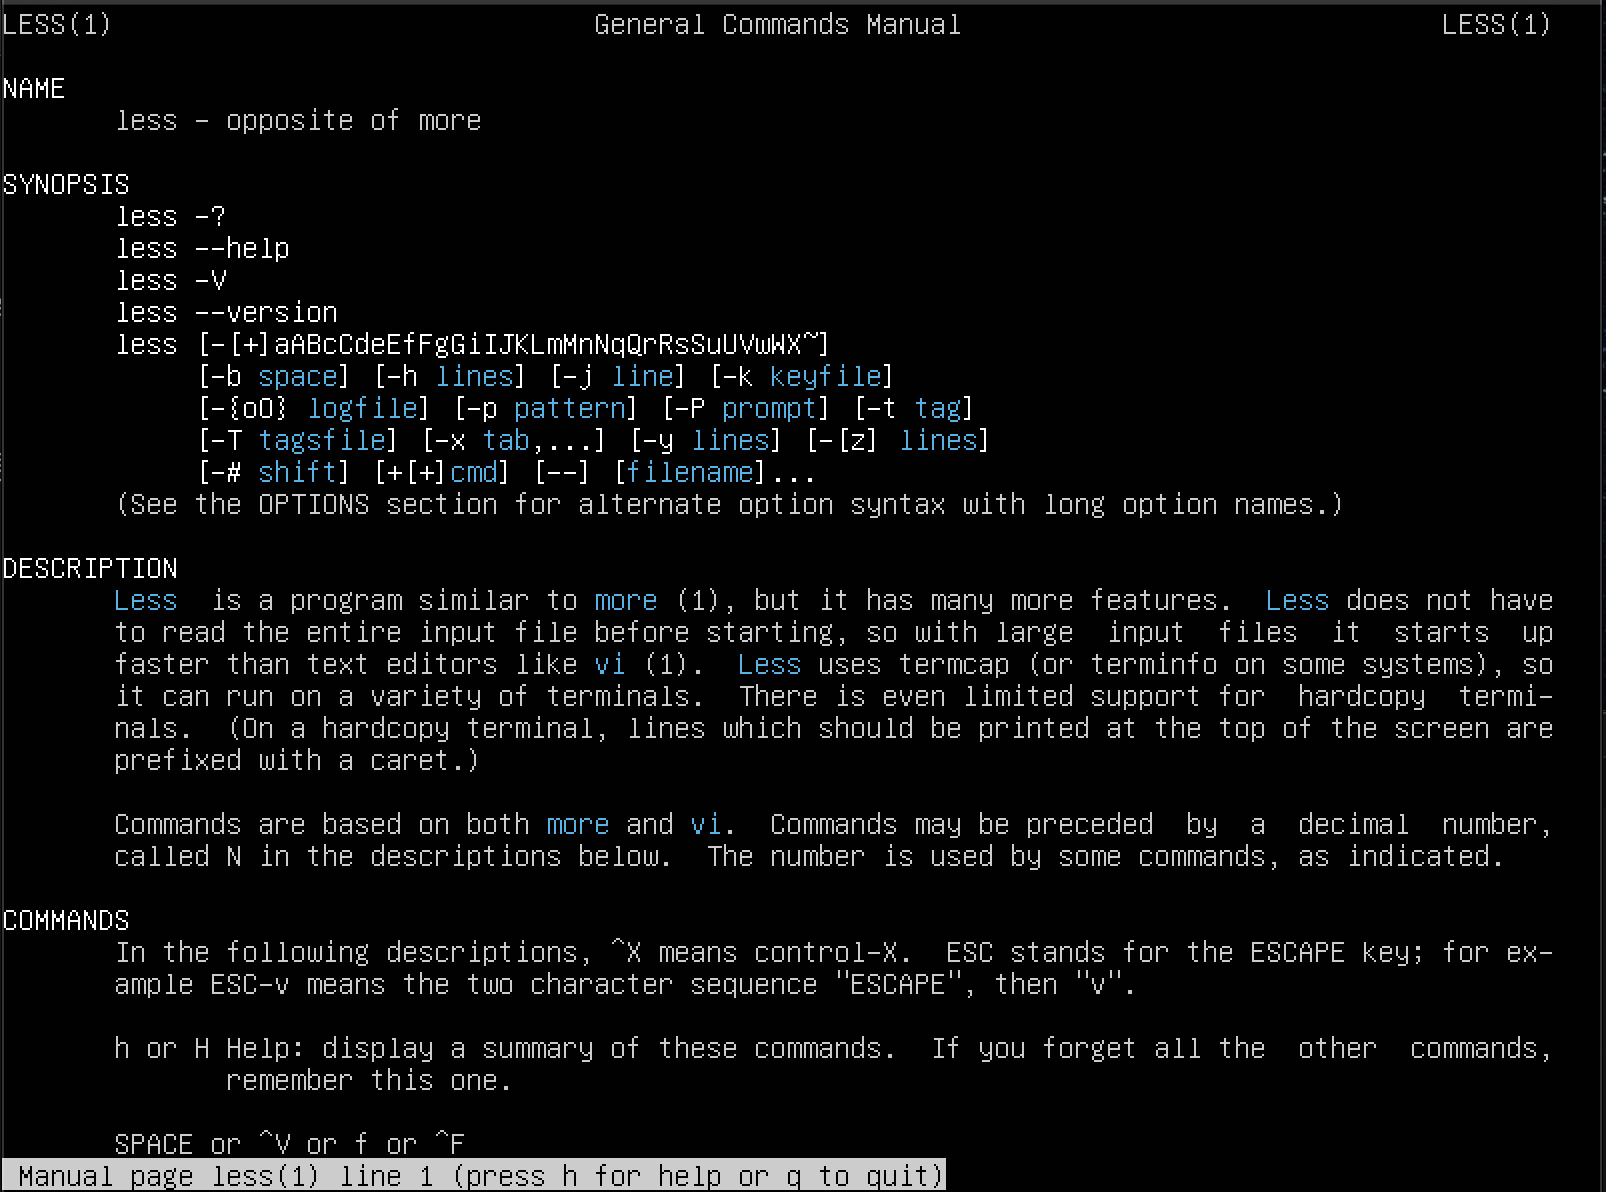 LESS(1)                        General Commands Manual                        LESS(1)
NAME
less - opposite of more
SYNOPSIS
less -?
less --help
less -V
less --version
less [-[+]aABcCdeEfFgGiIJKLmMnNqQrRsSuUVwWX~]
[-b space] [-h lines] [-j line] [-k keyfile]
[-{oO} logfile] [-p pattern] [-P prompt] [-t tag]
[-T tagsfile] [-x tab,...] [-y lines] [-[z] lines]
[-# shift] [+[+]cmd] [--] [filename]...
(See the OPTIONS section for alternate option syntax with long option names.)
DESCRIPTION
Less  is a program similar to more (1), but it has many more features.  Less does not have
to read the entire input file before starting, so with large  input  files  it  starts  up
faster than text editors like vi (1).  Less uses termcap (or terminfo on some systems), so
it can run on a variety of terminals.  There is even limited support for  hardcopy  termi-
nals.  (On a hardcopy terminal, lines which should be printed at the top of the screen are
prefixed with a caret.)
Commands are based on both more and vi.  Commands may be preceded  by  a  decimal  number,
called N in the descriptions below.  The number is used by some commands, as indicated.
COMMANDS
In the following descriptions, ^X means control-X.  ESC stands for the ESCAPE key; for ex-
ample ESC-v means the two character sequence "ESCAPE", then "v".
h or H Help: display a summary of these commands.  If you forget all the  other  commands,
remember this one.
SPACE or ^V or f or ^F
Manual page less(1) line 1 (press h for help or q to quit)